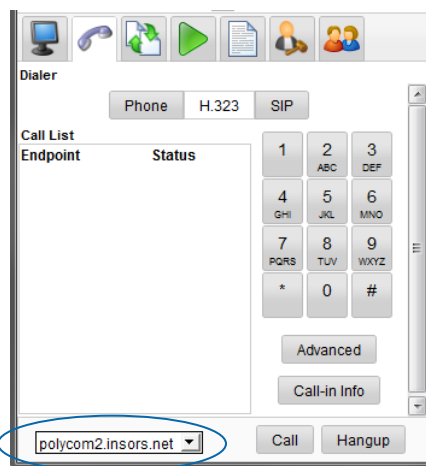 Dialer
Phone H.323 SIP
Call List
Endpoint Status
1 2 3
ABC DEF
4 5 6
GHI JKL MNO
7 8 9
PQRS TUV WXYZ
* 0 #
Advanced
Call-in Info
polycom2.insors.net Call Hangup